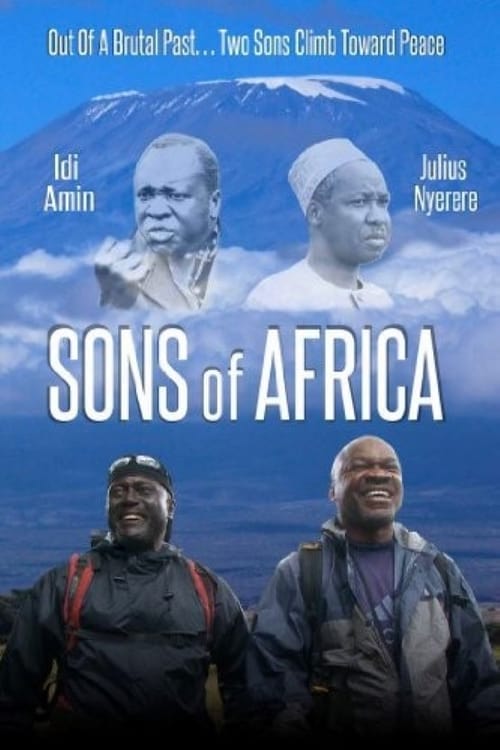 Out Of A Brutal Past... Two Sons Climb Toward Peace
Idi
Amin
Julius
Nyerere
SONS of AFRICA